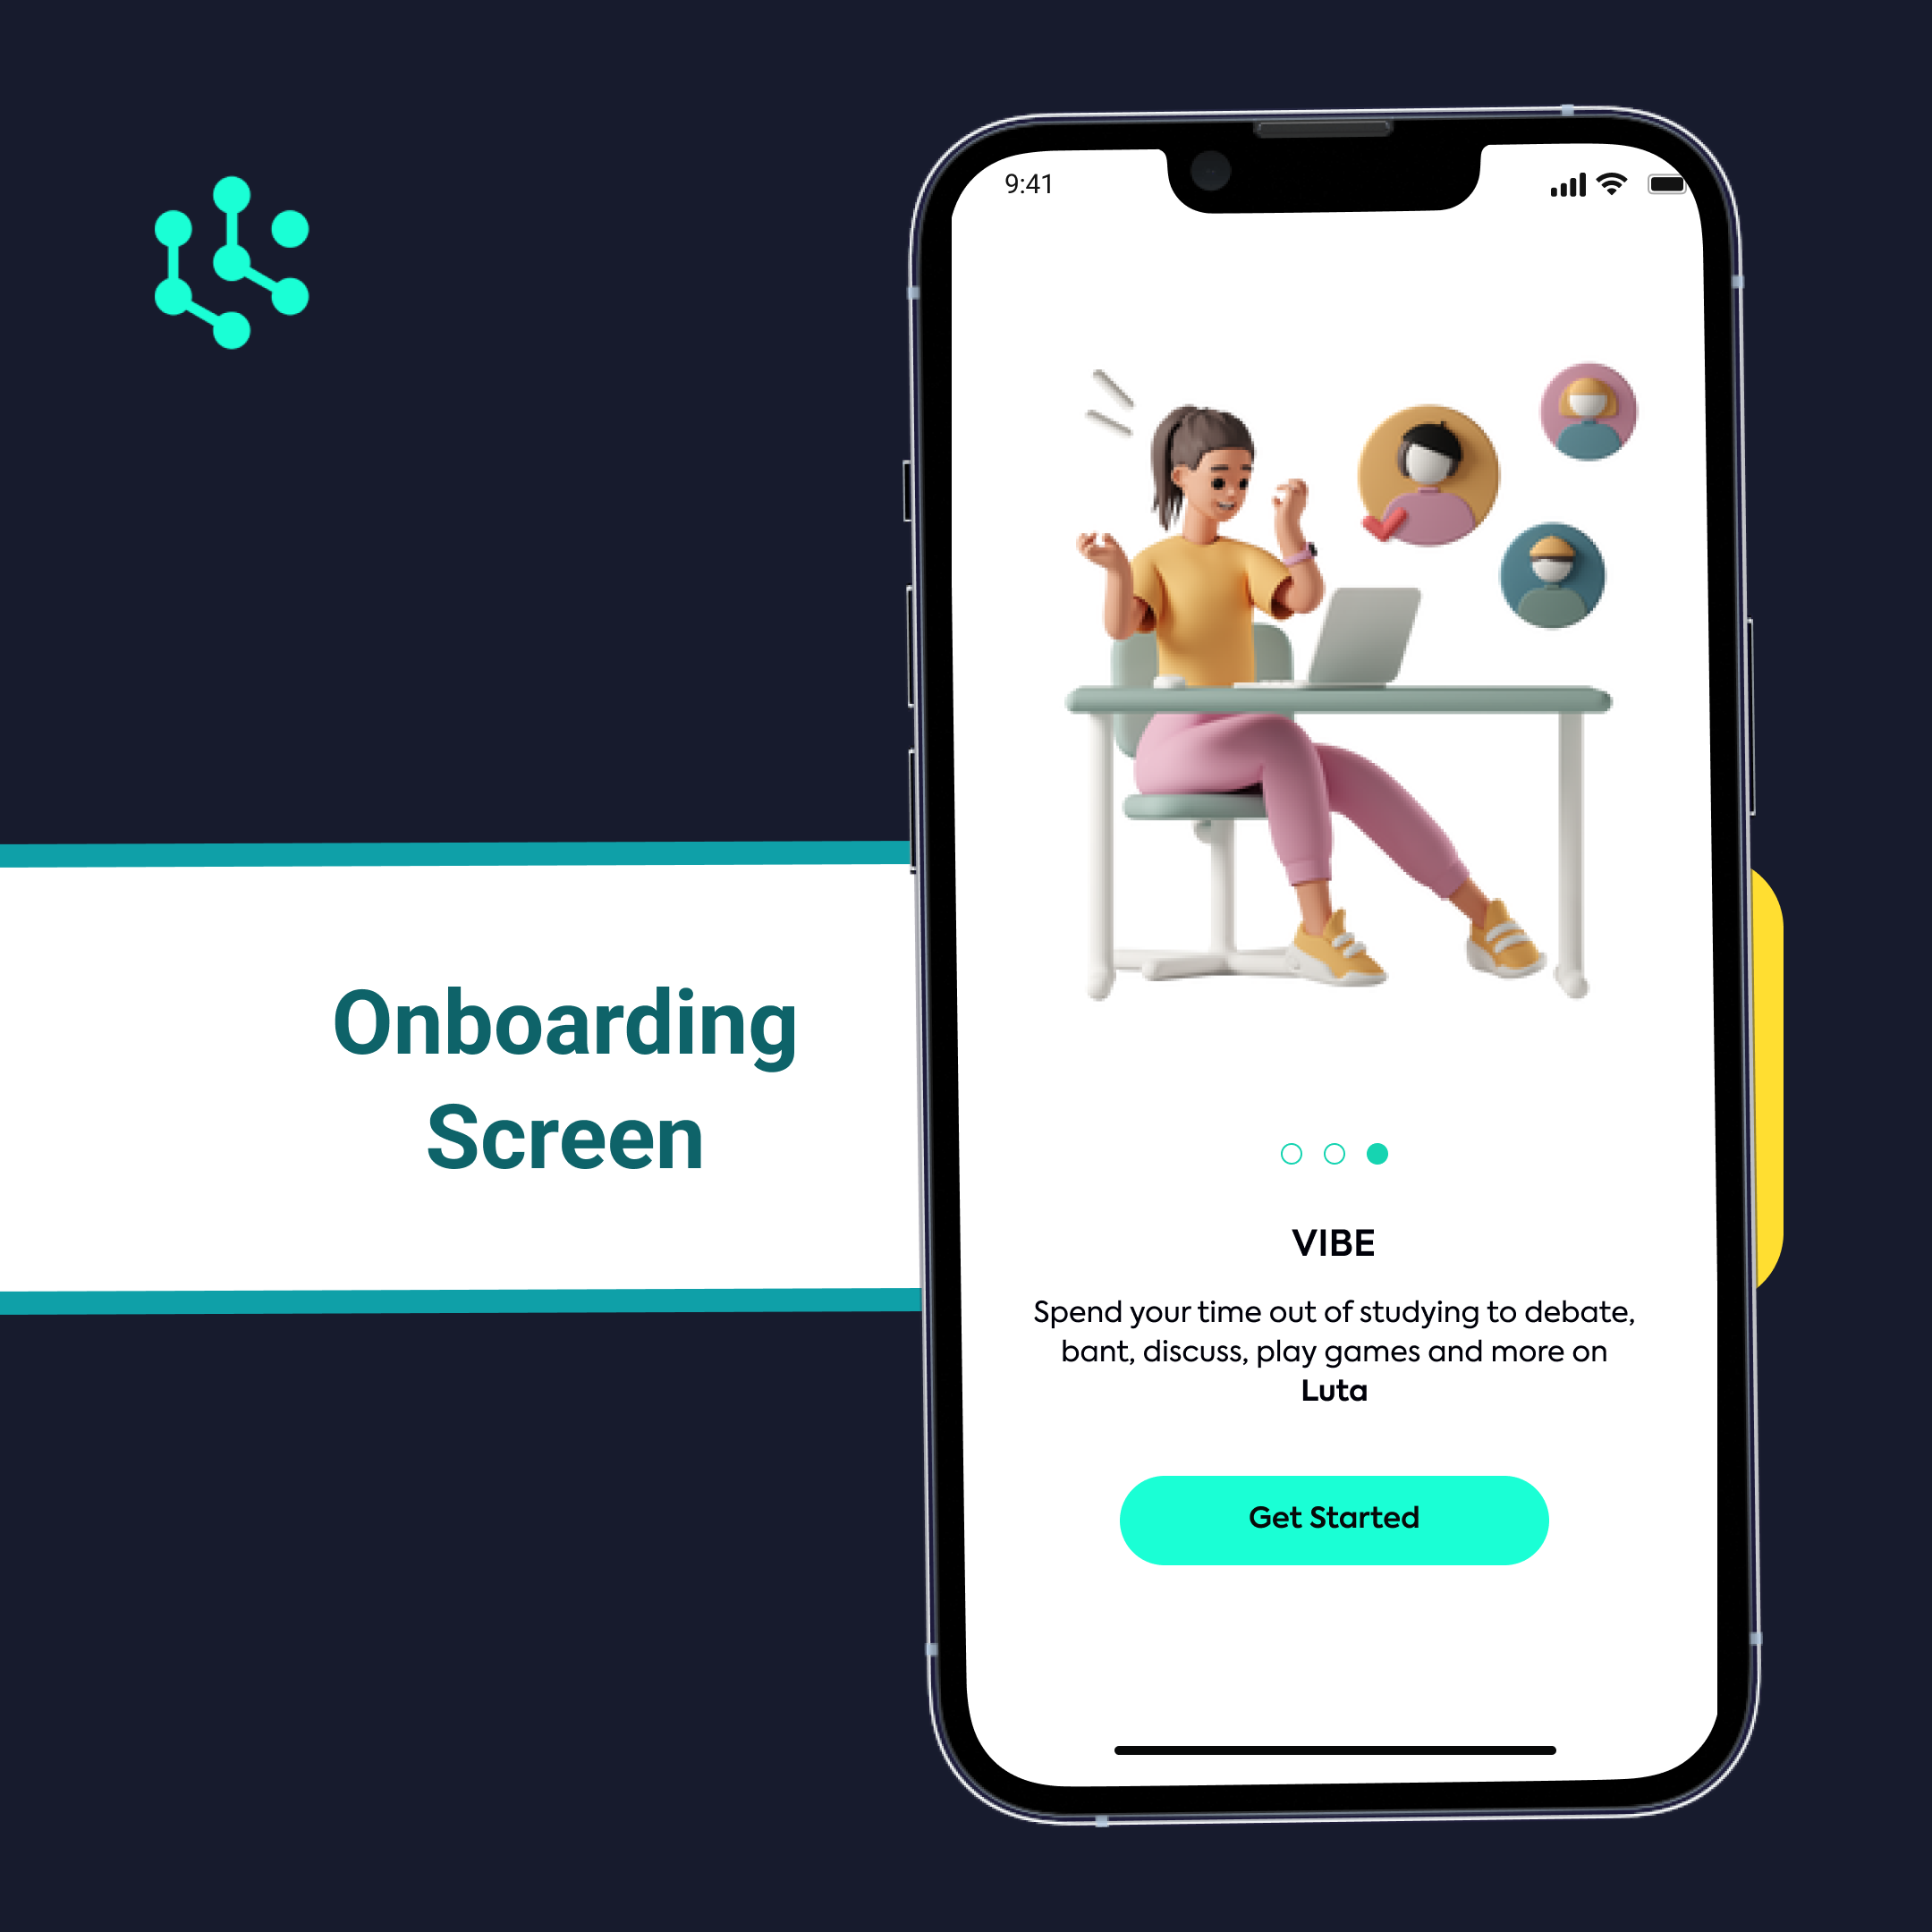 9:41
Onboarding
Screen
VIBE
Spend your time out of studying to debate,
bant, discuss, play games and more on
Luta
Get Started